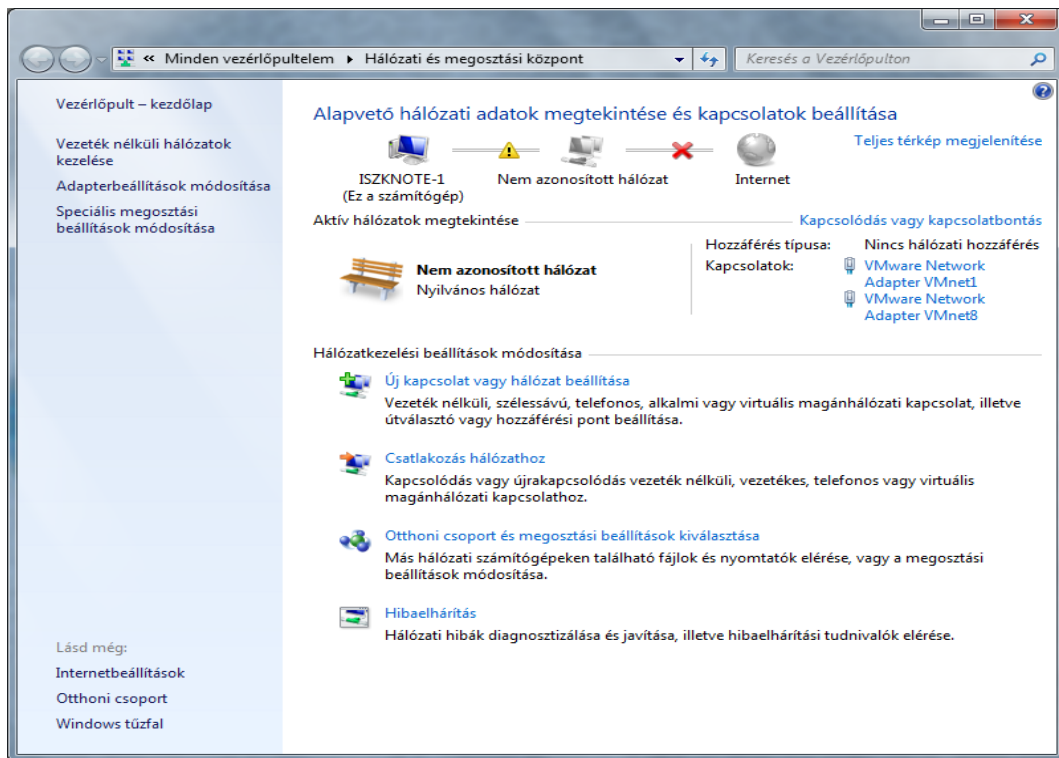 « Minden vezérlőpultelem ▸ Hálózati és megosztási központ
Keresés a Vezérlőpulton
Vezérlőpult – kezdőlap
Vezeték nélküli hálózatok
kezelése
Adapterbeállítások módosítása
Speciális megosztási
beállítások módosítása
Alapvető hálózati adatok megtekintése és kapcsolatok beállítása
Teljes térkép megjelenítése
ISZKNOTE-1
(Ez a számítógép)
Nem azonosított hálózat
Internet
Aktív hálózatok megtekintése
Kapcsolódás vagy kapcsolatbontás
Nem azonosított hálózat
Nyilvános hálózat
Hozzáférés típusa: Nincs hálózati hozzáférés
Kapcsolatok: VMware Network
Adapter VMnet1
VMware Network
Adapter VMnet8
Hálózatkezelési beállítások módosítása
Új kapcsolat vagy hálózat beállítása
Vezeték nélküli, szélessávú, telefonos, alkalmi vagy virtuális magánhálózati kapcsolat, illetve
útválasztó vagy hozzáférési pont beállítása.
Csatlakozás hálózathoz
Kapcsolódás vagy újrakapcsolódás vezeték nélküli, vezetékes, telefonos vagy virtuális
magánhálózati kapcsolathoz.
Otthoni csoport és megosztási beállítások kiválasztása
Más hálózati számítógépeken található fájlok és nyomtatók elérése, vagy a megosztási
beállítások módosítása.
Hibaelhárítás
Hálózati hibák diagnosztizálása és javítása, illetve hibaelhárítási tudnivalók elérése.
Lásd még:
Internetbeállítások
Otthoni csoport
Windows tűzfal